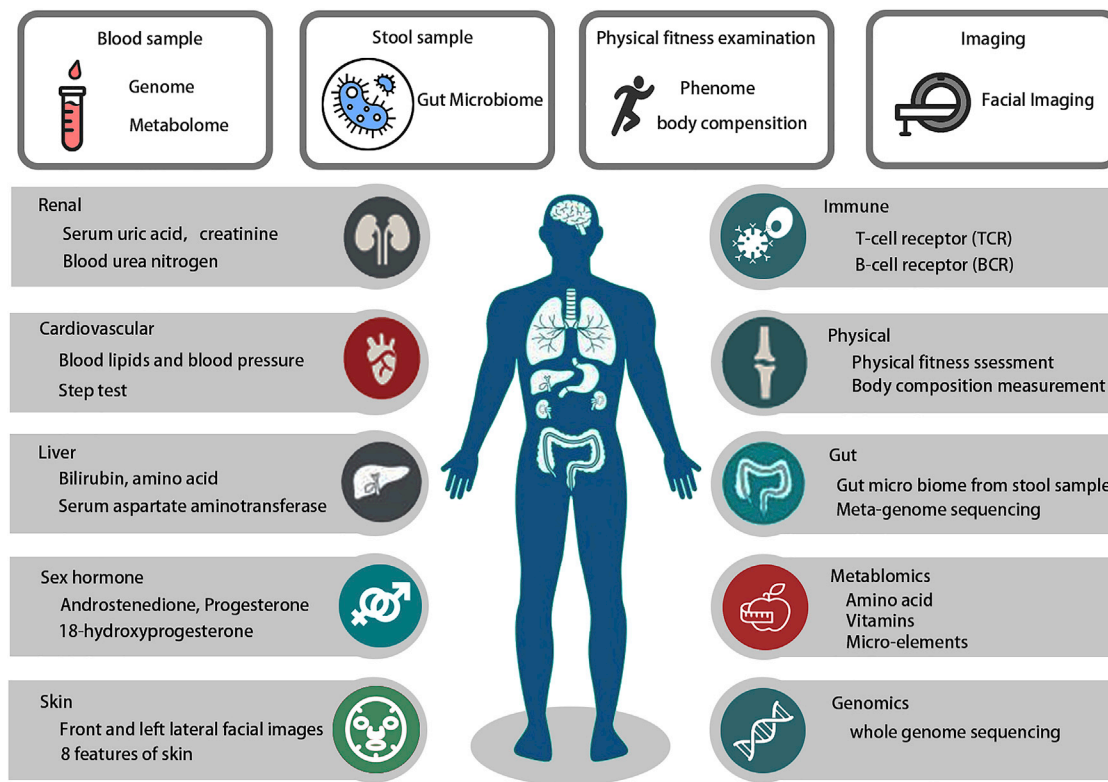 Blood sample
Genome
Metabolome
Stool sample
Gut Microbiome
Physical fitness examination
Phenome
body compensition
Imaging
Facial Imaging
Renal
Serum uric acid, creatinine
Blood urea nitrogen
Cardiovascular
Blood lipids and blood pressure
Step test
Liver
Bilirubin, amino acid
Serum aspartate aminotransferase
Sex hormone
Androstenedione, Progesterone
18-hydroxyprogesterone
Skin
Front and left lateral facial images
8 features of skin
Immune
T-cell receptor (TCR)
B-cell receptor (BCR)
Physical
Physical fitness ssessment
Body composition measurement
Gut
Gut micro biome from stool sample
Meta-genome sequencing
Metablomics
Amino acid
Vitamins
Micro-elements
Genomics
whole genome sequencing